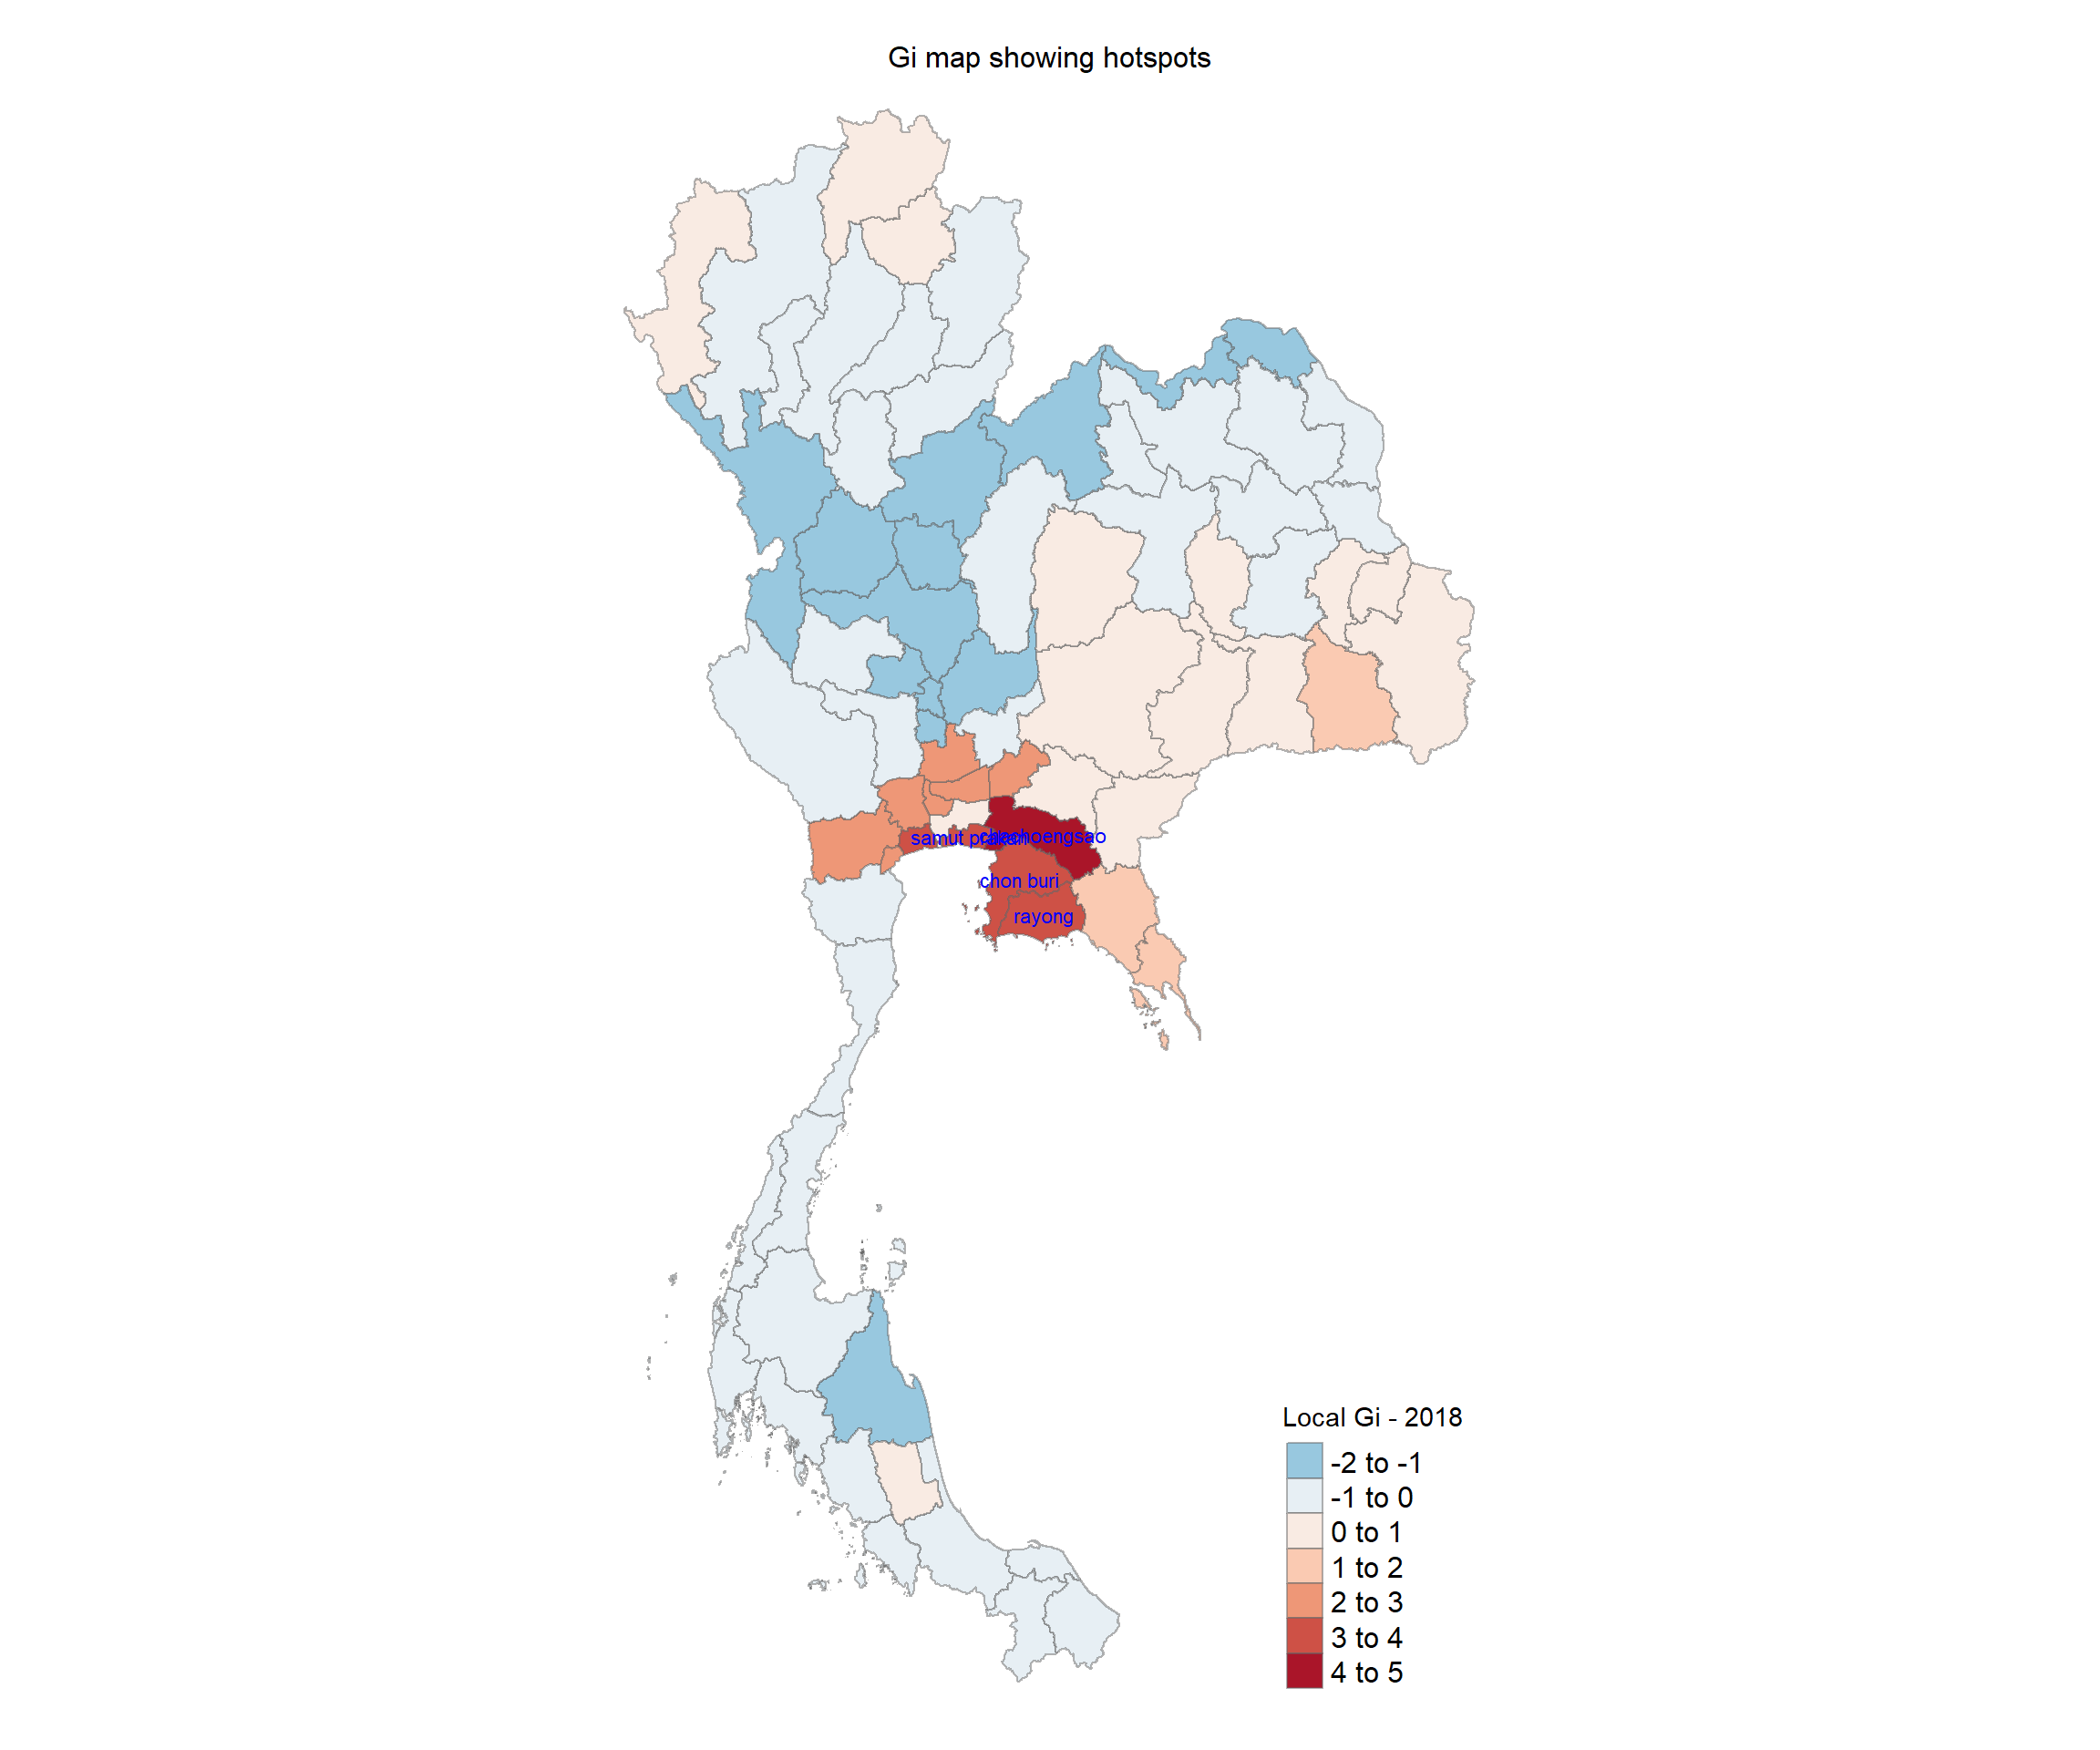 Gi map showing hotspots
samut prakan
chachoengsao
chon buri
rayong
Local Gi - 2018
-2 to -1
-1 to 0
0 to 1
1 to 2
2 to 3
3 to 4
4 to 5